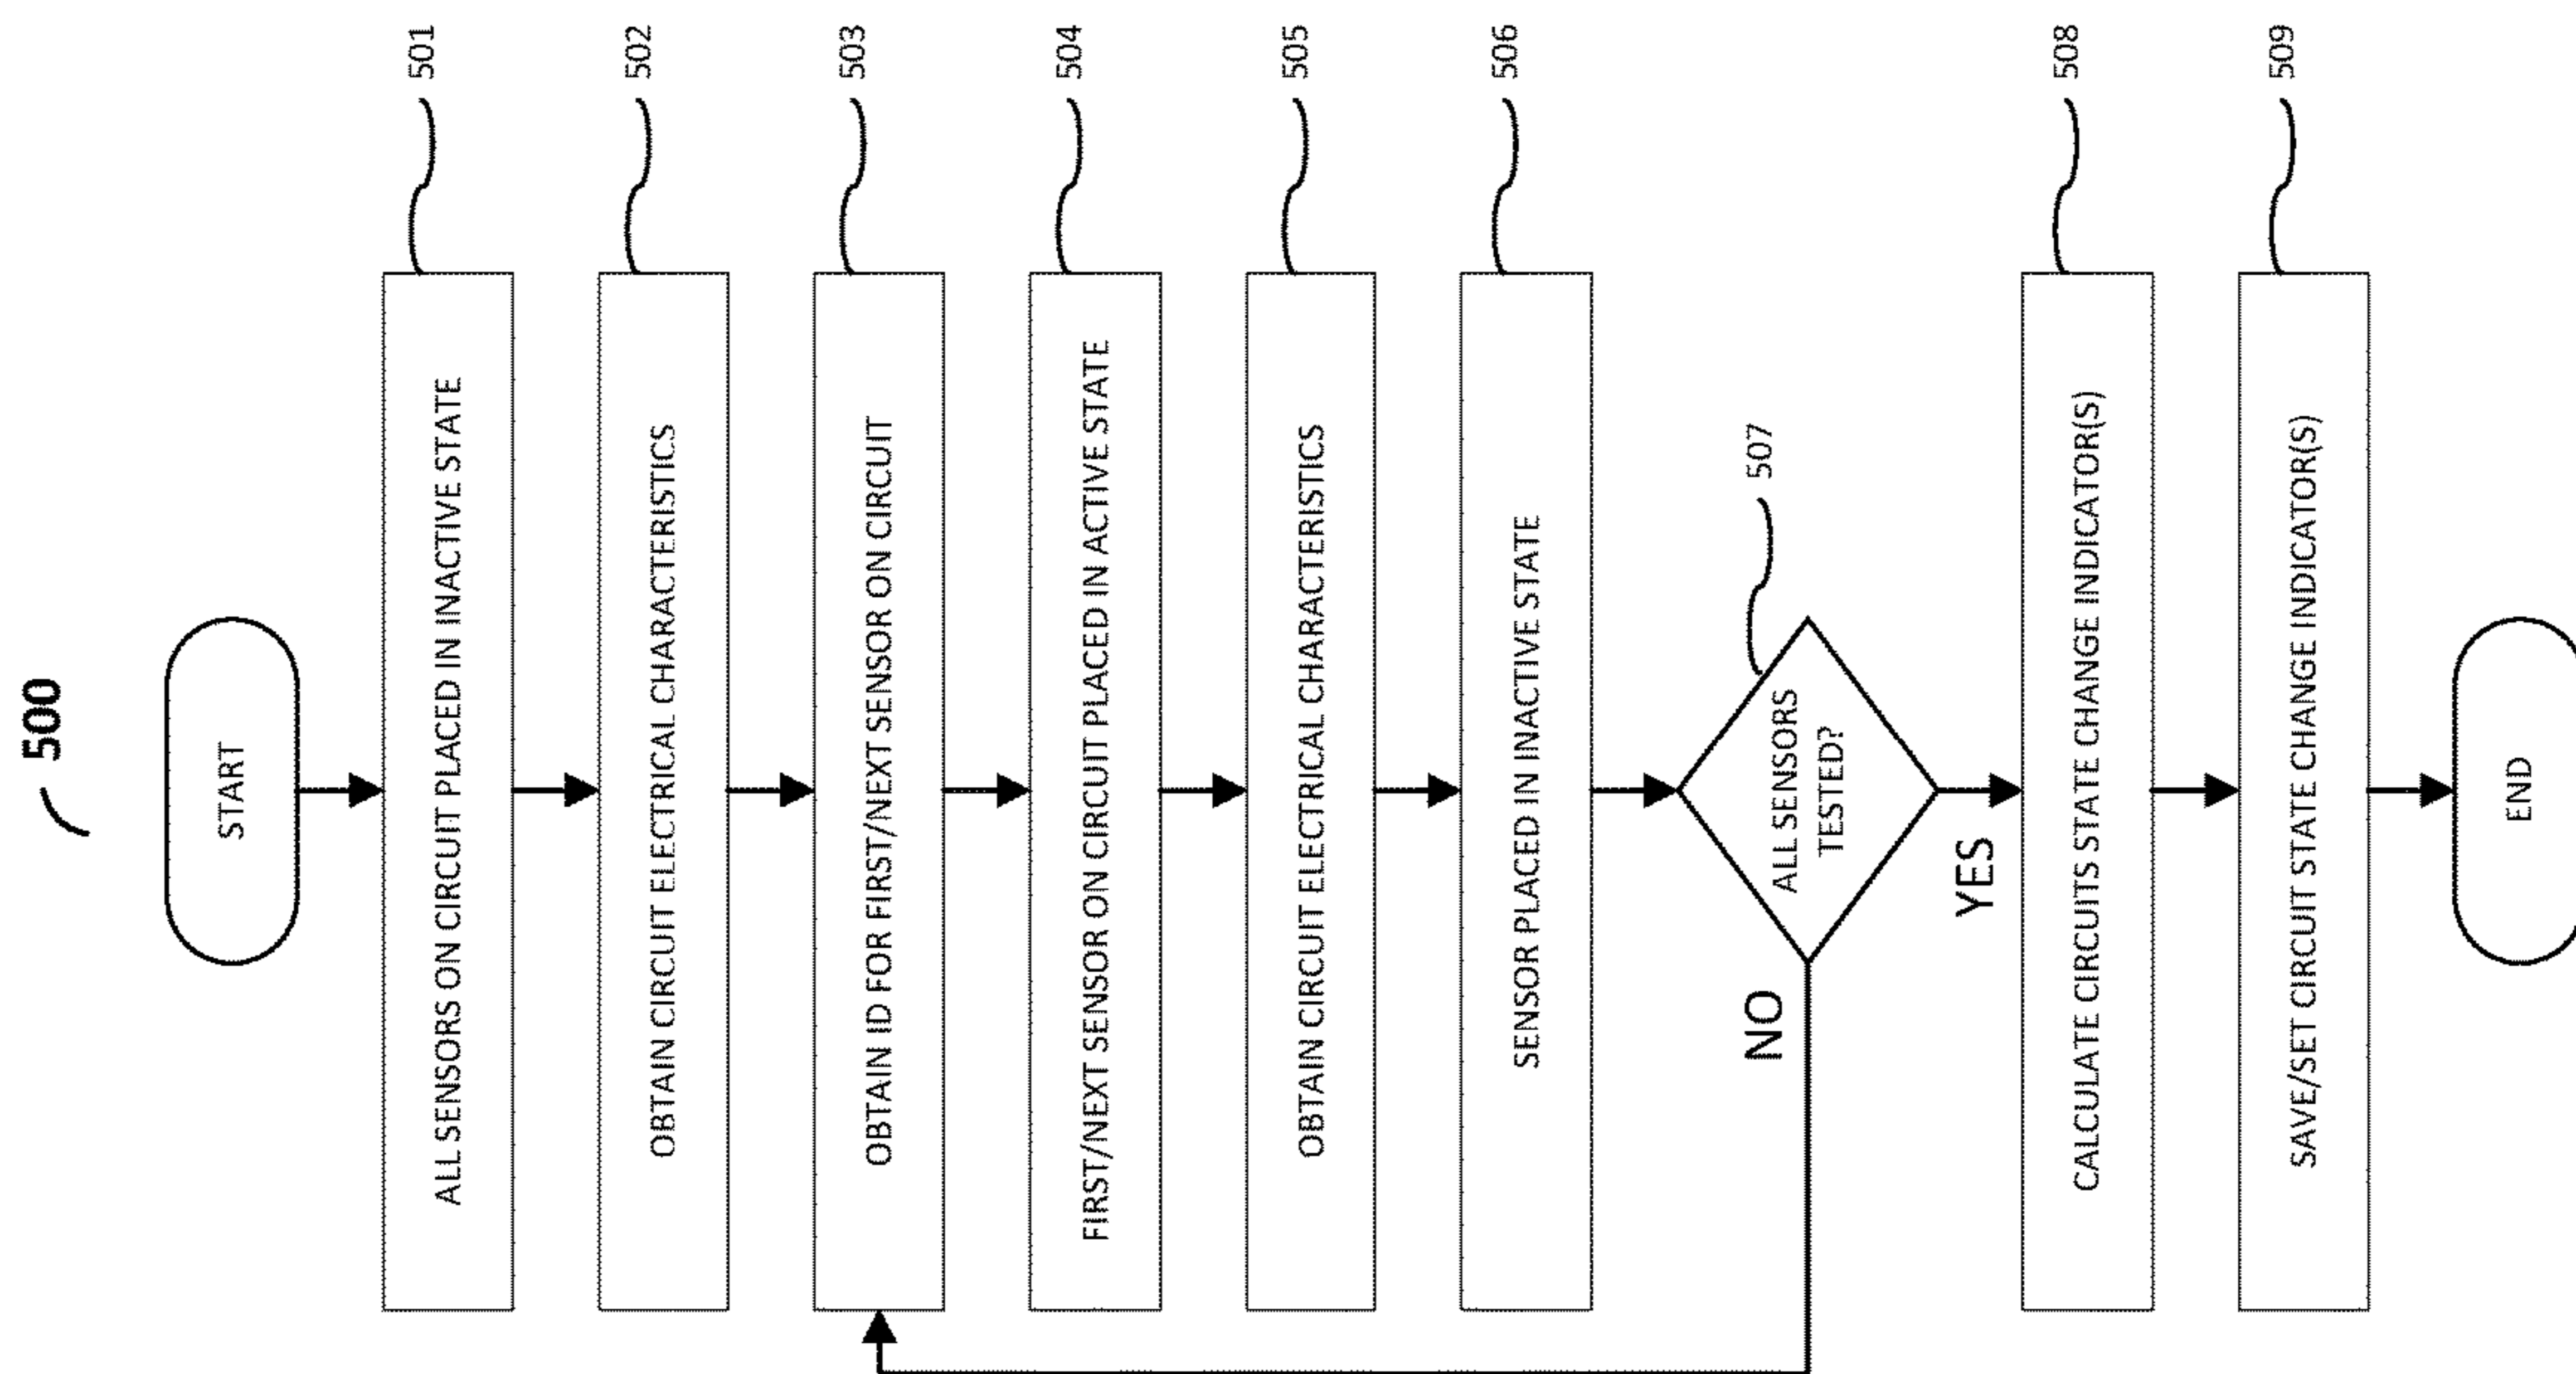 500
START
ALL SENSORS ON CIRCUIT PLACED IN INACTIVE STATE
501
OBTAIN CIRCUIT ELECTRICAL CHARACTERISTICS
502
OBTAIN ID FOR FIRST/NEXT SENSOR ON CIRCUIT
503
FIRST/NEXT SENSOR ON CIRCUIT PLACED IN ACTIVE STATE
504
OBTAIN CIRCUIT ELECTRICAL CHARACTERISTICS
505
SENSOR PLACED IN INACTIVE STATE
506
NO
ALL SENSORS
TESTED?
507
YES
CALCULATE CIRCUITS STATE CHANGE INDICATOR(S)
508
SAVE/SET CIRCUIT STATE CHANGE INDICATOR(S)
509
END